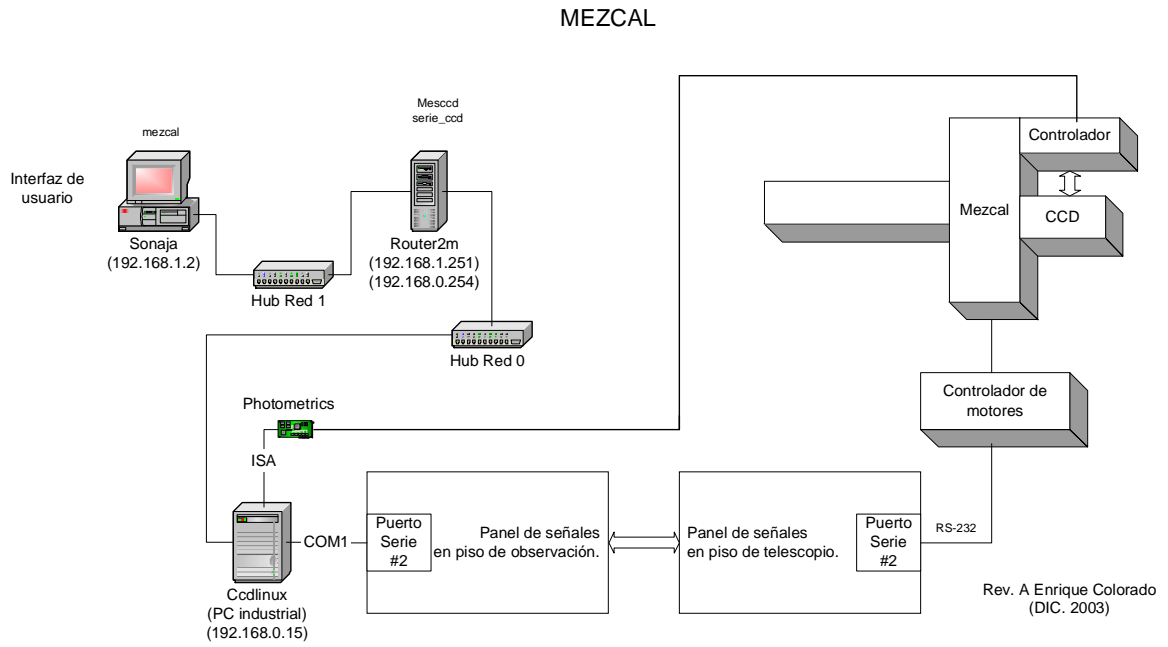 MEZCAL
Mesccd
serie_ccd
mezcal
Interfaz de
usuario
Sonaja
(192.168.1.2)
Hub Red 1
Router2m
(192.168.1.251)
(192.168.0.254)
Hub Red 0
Controlador
Mezcal
CCD
Controlador de
motores
Photometrics
ISA
COM1
Puerto
Serie
#2
Panel de señales
en piso de observación.
Panel de señales
en piso de telescopio.
Puerto
Serie
#2
RS-232
Ccdlinux
(PC industrial)
(192.168.0.15)
Rev. A Enrique Colorado
(DIC. 2003)